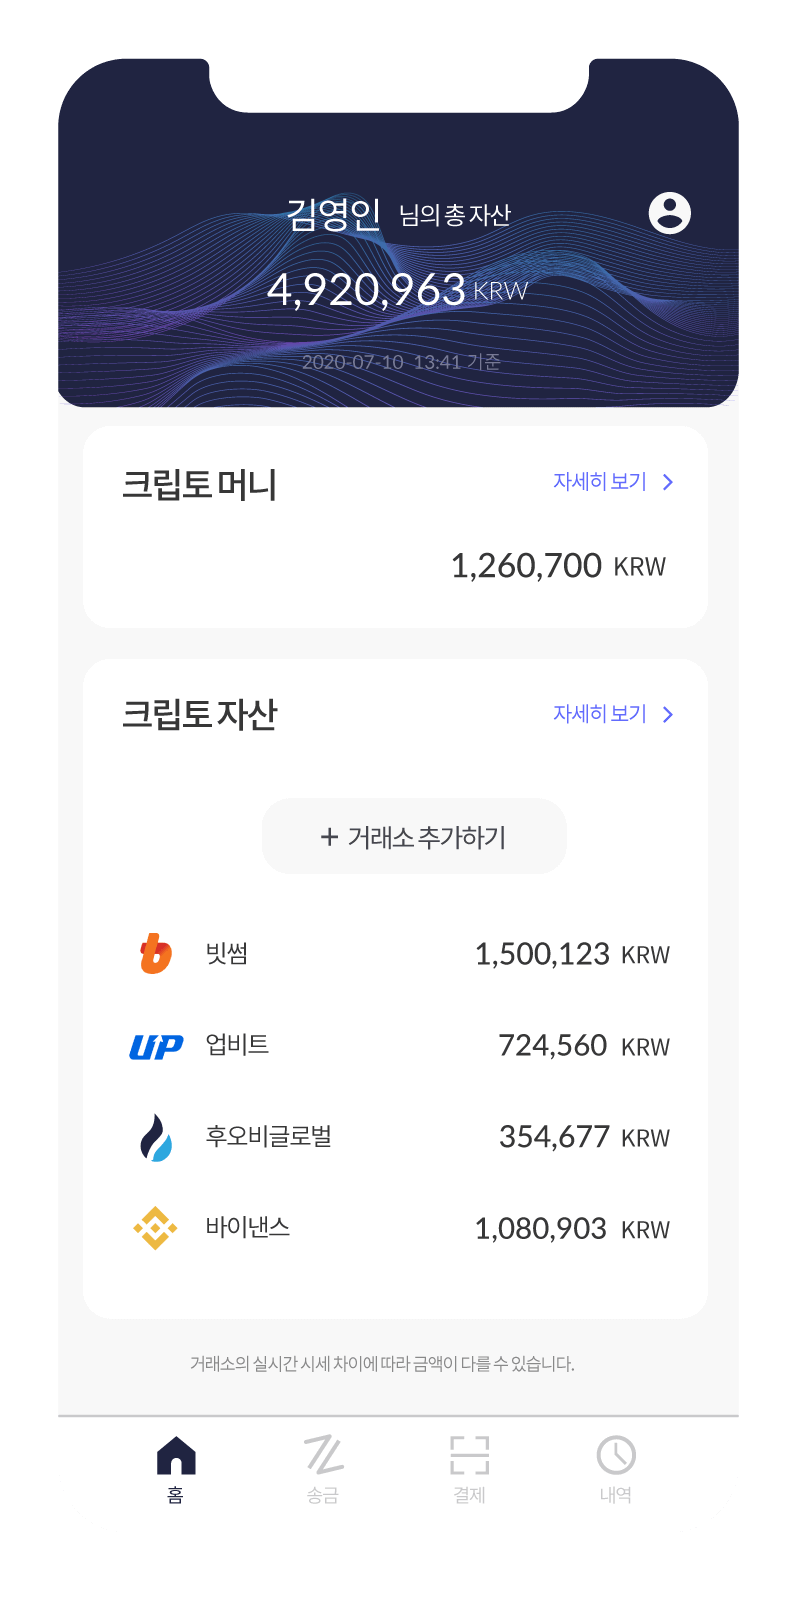 김영인 님의 총 자산
4,920,963 KRW
2020-07-10 13:41 기준
크립토 머니
자세히 보기
1,260,700 KRW
크립토 자산
자세히 보기
+ 거래소 추가하기
빗썸 1,500,123 KRW
업비트 724,560 KRW
후오비글로벌 354,677 KRW
바이낸스 1,080,903 KRW
거래소의 실시간 시세 차이에 따라 금액이 다를 수 있습니다.
홈 송금 결제 내역